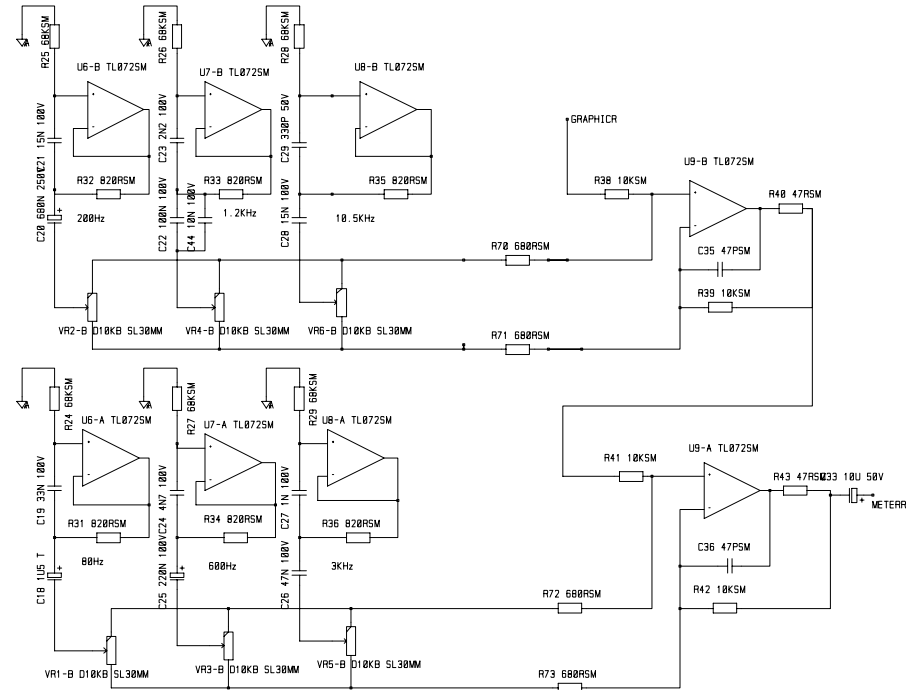 R25 68KSM
R26 68KSM
R28 68KSM
U6-B TL072SM
U7-B TL072SM
U8-B TL072SM
C21 15N 100V
C23 2N2 100V
C29 330P 50V
R32 820RSM
R33 820RSM
R35 820RSM
C20 680N 250V
200Hz
C22 100N 100V
C44 10N 100V
1.2KHz
C28 15N 100V
10.5KHz
VR2-B D10KB SL30MM
VR4-B D10KB SL30MM
VR6-B D10KB SL30MM
GRAPHICR
U9-B TL072SM
R38 10KSM
R40 47RSM
R70 680RSM
C35 47PSM
R39 10KSM
R71 680RSM
R24 68KSM
R27 68KSM
R29 68KSM
U6-A TL072SM
U7-A TL072SM
U8-A TL072SM
C19 33N 100V
C24 4N7 100V
C27 1N 100V
R31 820RSM
R34 820RSM
R36 820RSM
C18 1U5 T
80Hz
C25 220N 100V
600Hz
C26 47N 100V
3KHz
VR1-B D10KB SL30MM
VR3-B D10KB SL30MM
VR5-B D10KB SL30MM
U9-A TL072SM
R41 10KSM
R43 47RSM
C33 10U 50V
METERR
C36 47PSM
R72 680RSM
R42 10KSM
R73 680RSM